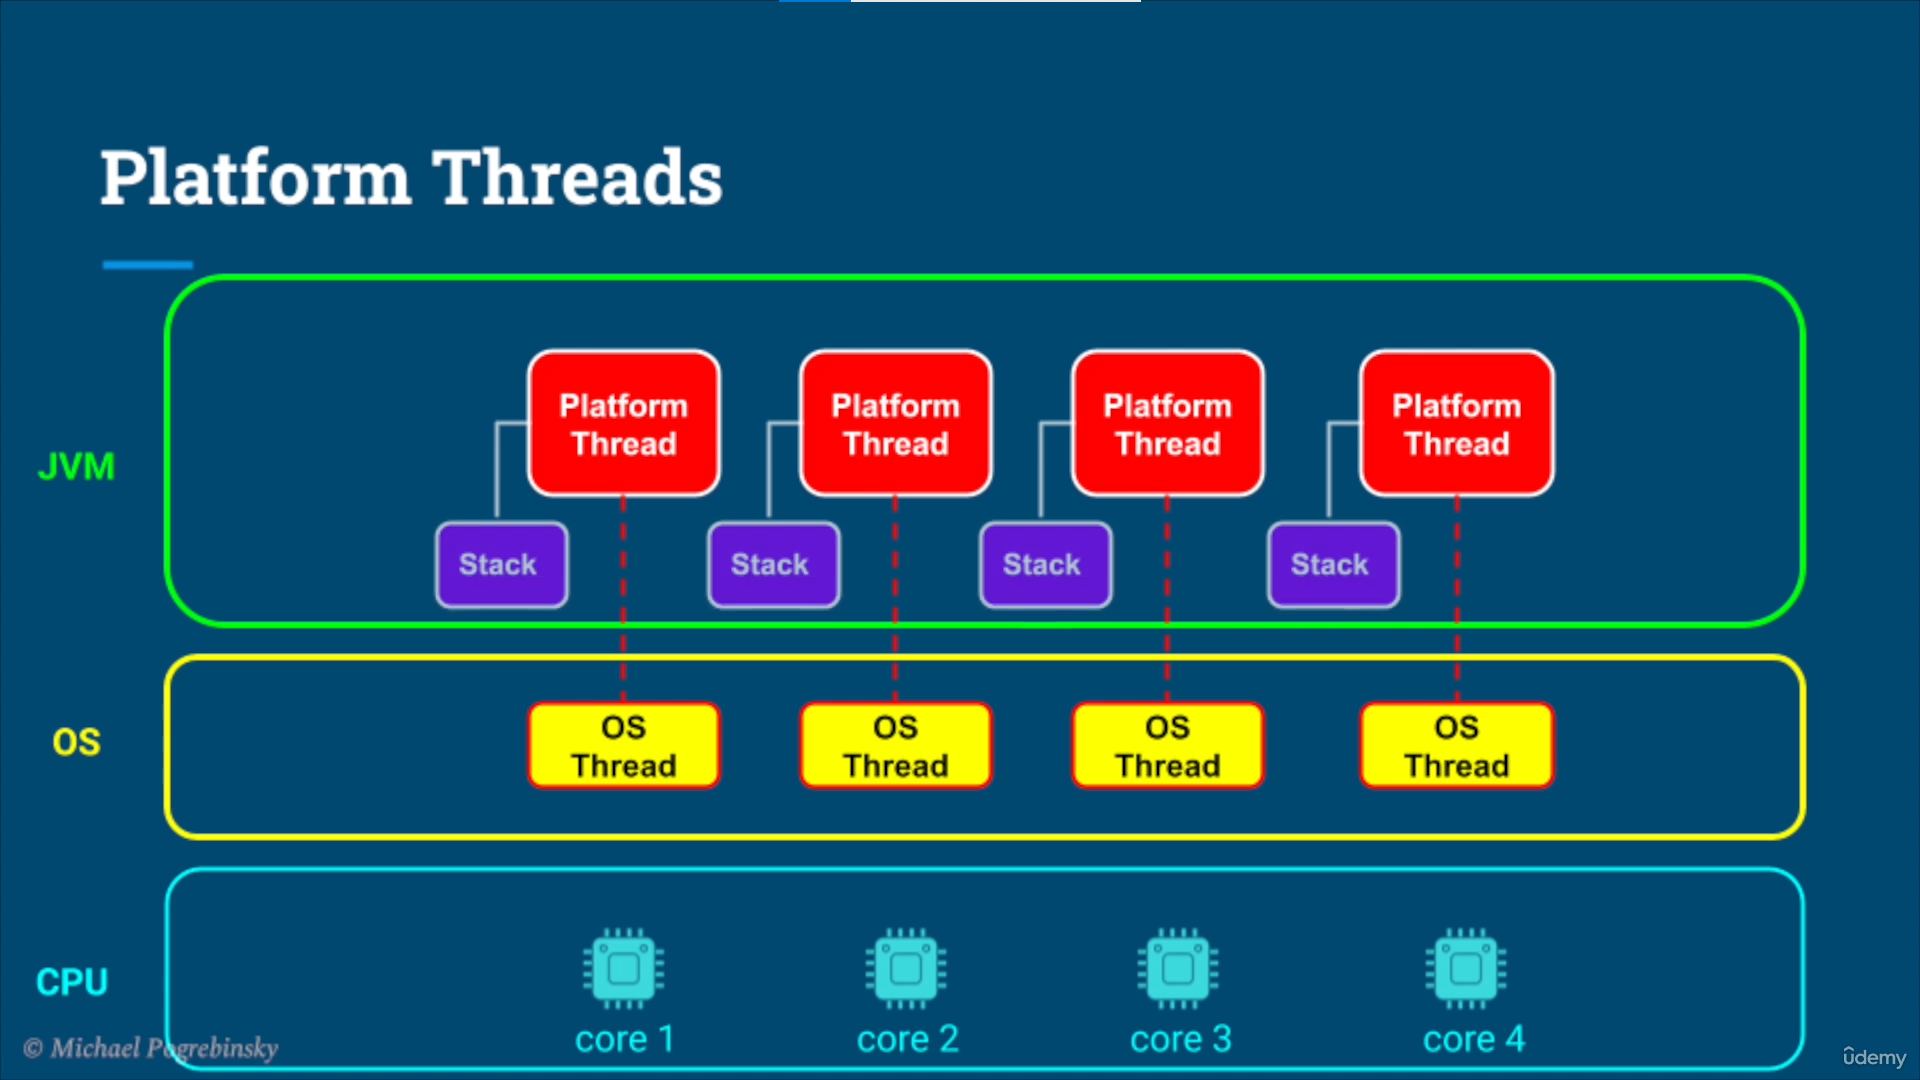 Platform Threads
Platform
Thread
Platform
Thread
Platform
Thread
Platform
Thread
JVM
Stack
Stack
Stack
Stack
OS
OS
Thread
OS
Thread
OS
Thread
OS
Thread
CPU
core 1
core 2
core 3
core 4
© Michael Pogrebinsky
ûdemy